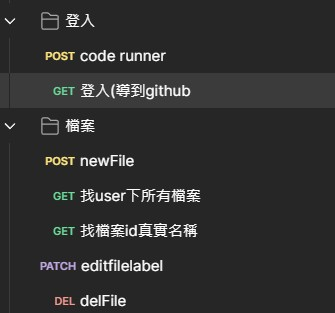 登入
POST code runner
GET 登入(導到github
檔案
POST newFile
GET 找user下所有檔案
GET 找檔案id真實名稱
PATCH editfilelabel
DEL delFile